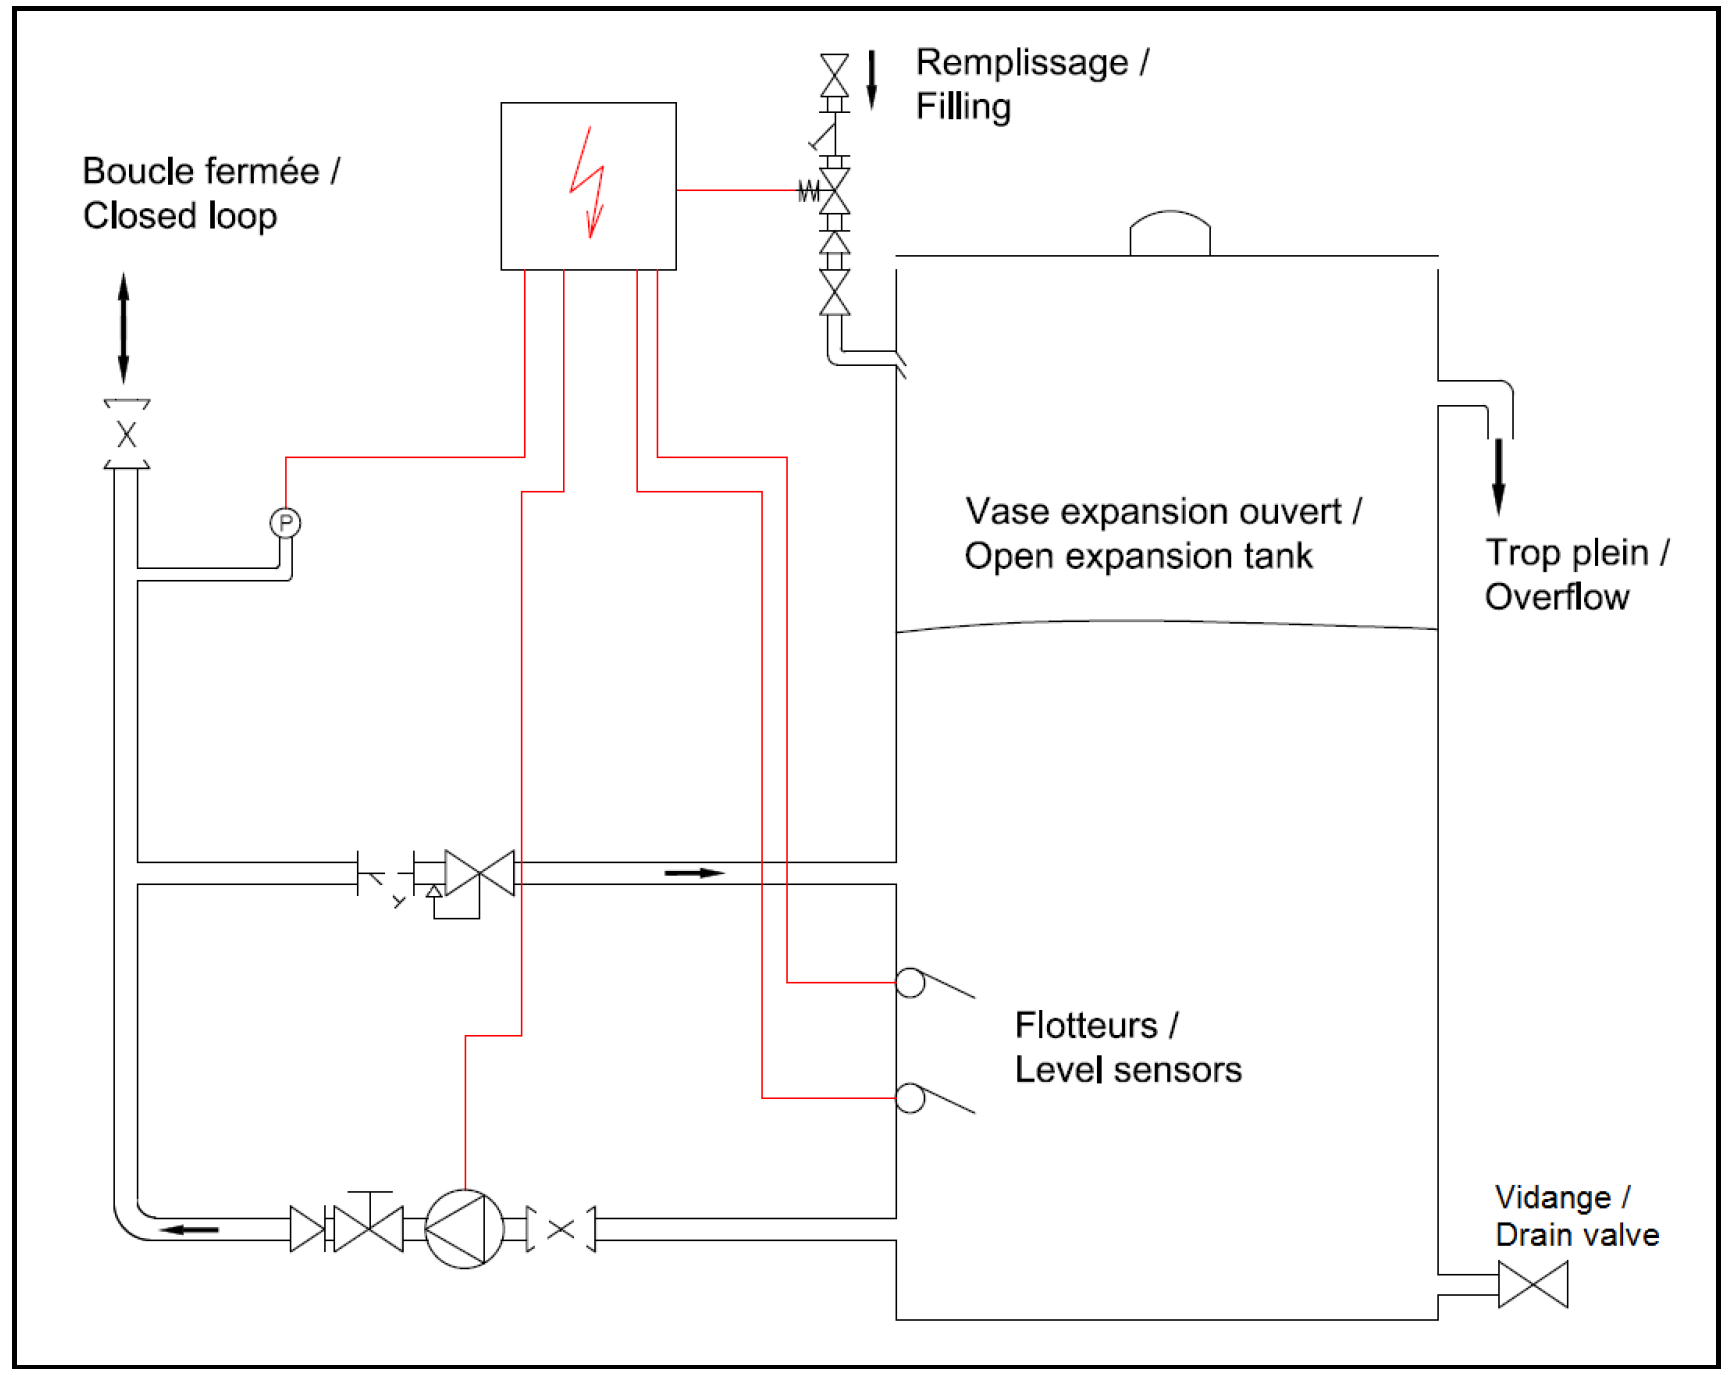 Remplissage /
Filling
Boucle fermée /
Closed loop
P
Vase expansion ouvert /
Open expansion tank
Trop plein /
Overflow
Flotteurs /
Level sensors
Vidange /
Drain valve